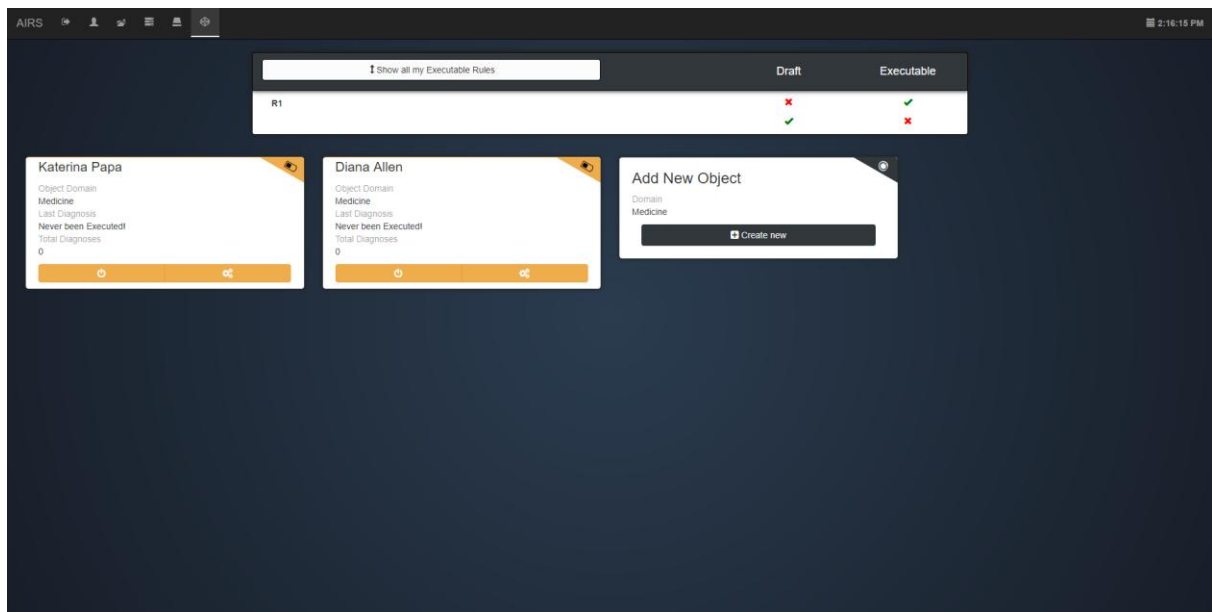 AIRS
2:16:15 PM
Show all my Executable Rules
Draft
Executable
R1
Katerina Papa
Object Domain
Medicine
Last Diagnosis
Never been Executed!
Total Diagnoses
0
Diana Allen
Object Domain
Medicine
Last Diagnosis
Never been Executed!
Total Diagnoses
0
Add New Object
Domain
Medicine
Create new